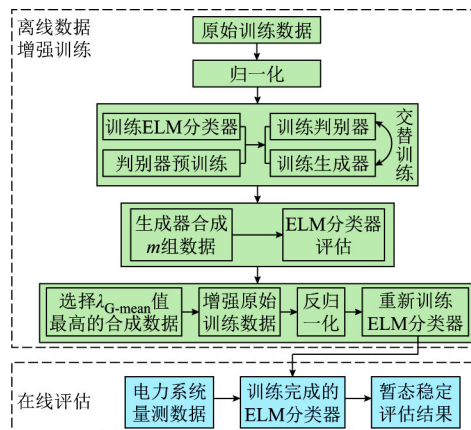 离线数据
增强训练
原始训练数据
归一化
训练ELM分类器
判别器预训练
训练判别器
训练生成器
交替训练
生成器合成
m组数据
ELM分类器
评估
选择λG-mean值
最高的合成数据
增强原始
训练数据
反归
一化
重新训练
ELM分类器
在线评估
电力系统
量测数据
训练完成的
ELM分类器
暂态稳定
评估结果